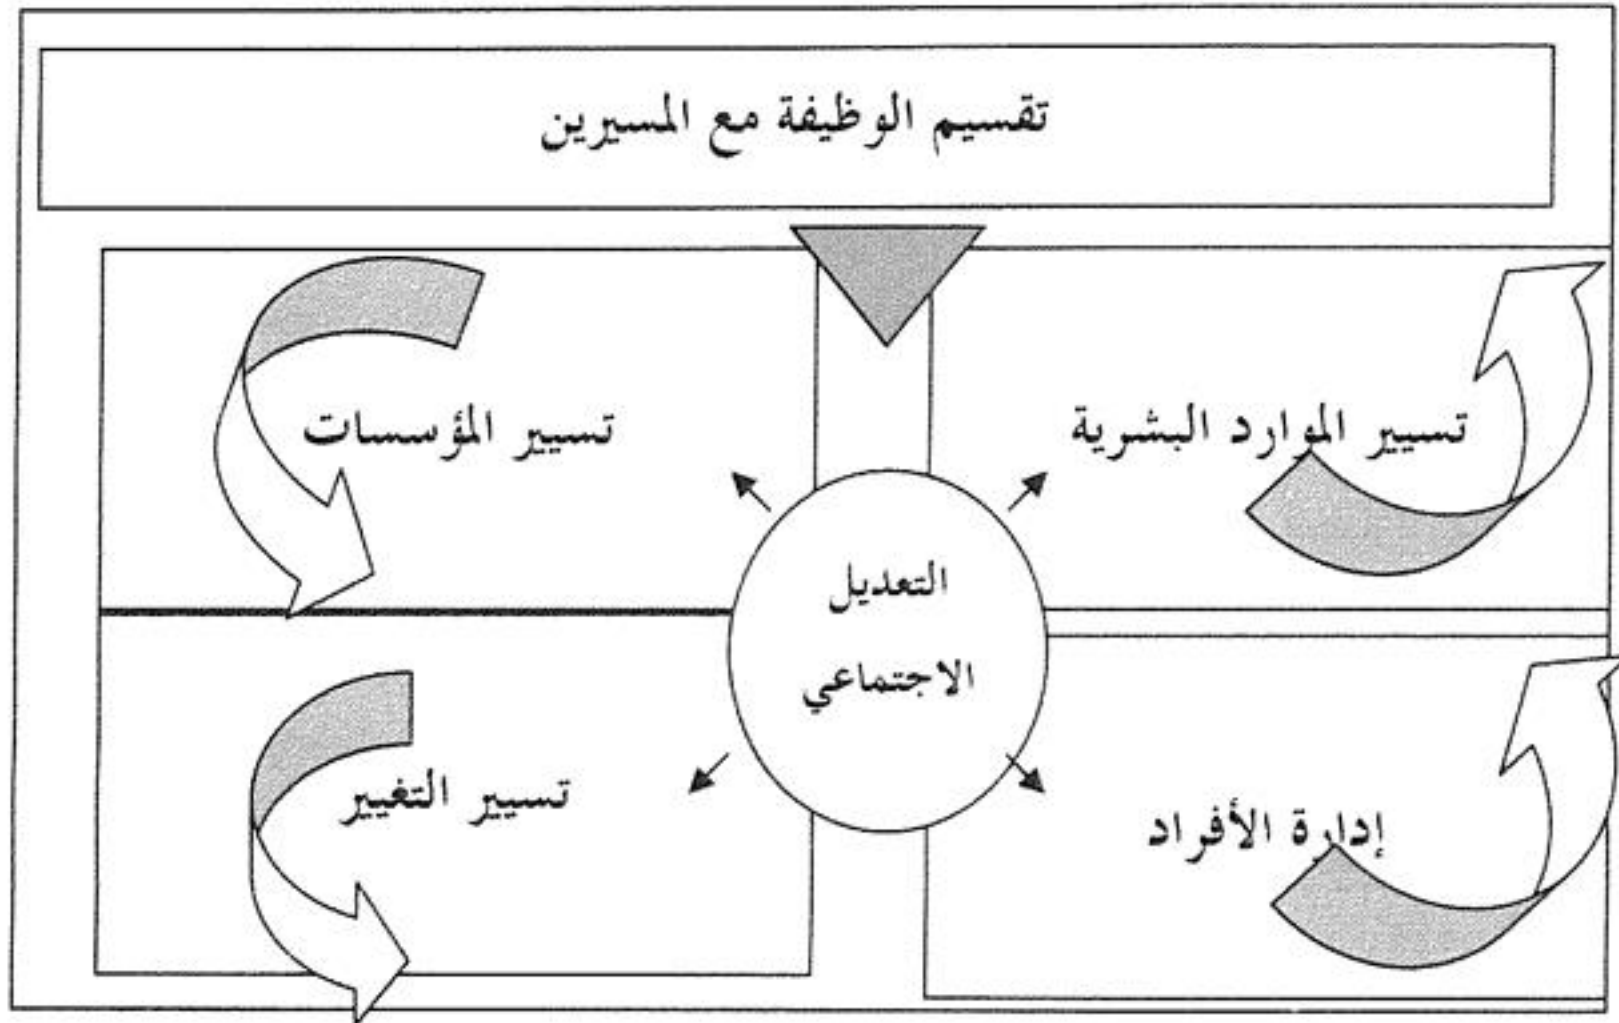 تقسيم الوظيفة مع المسيرين
تسيير الموارد البشرية
تسيير المؤسسات
التعديل
الاجتماعي
إدارة الأفراد
تسيير التغيير